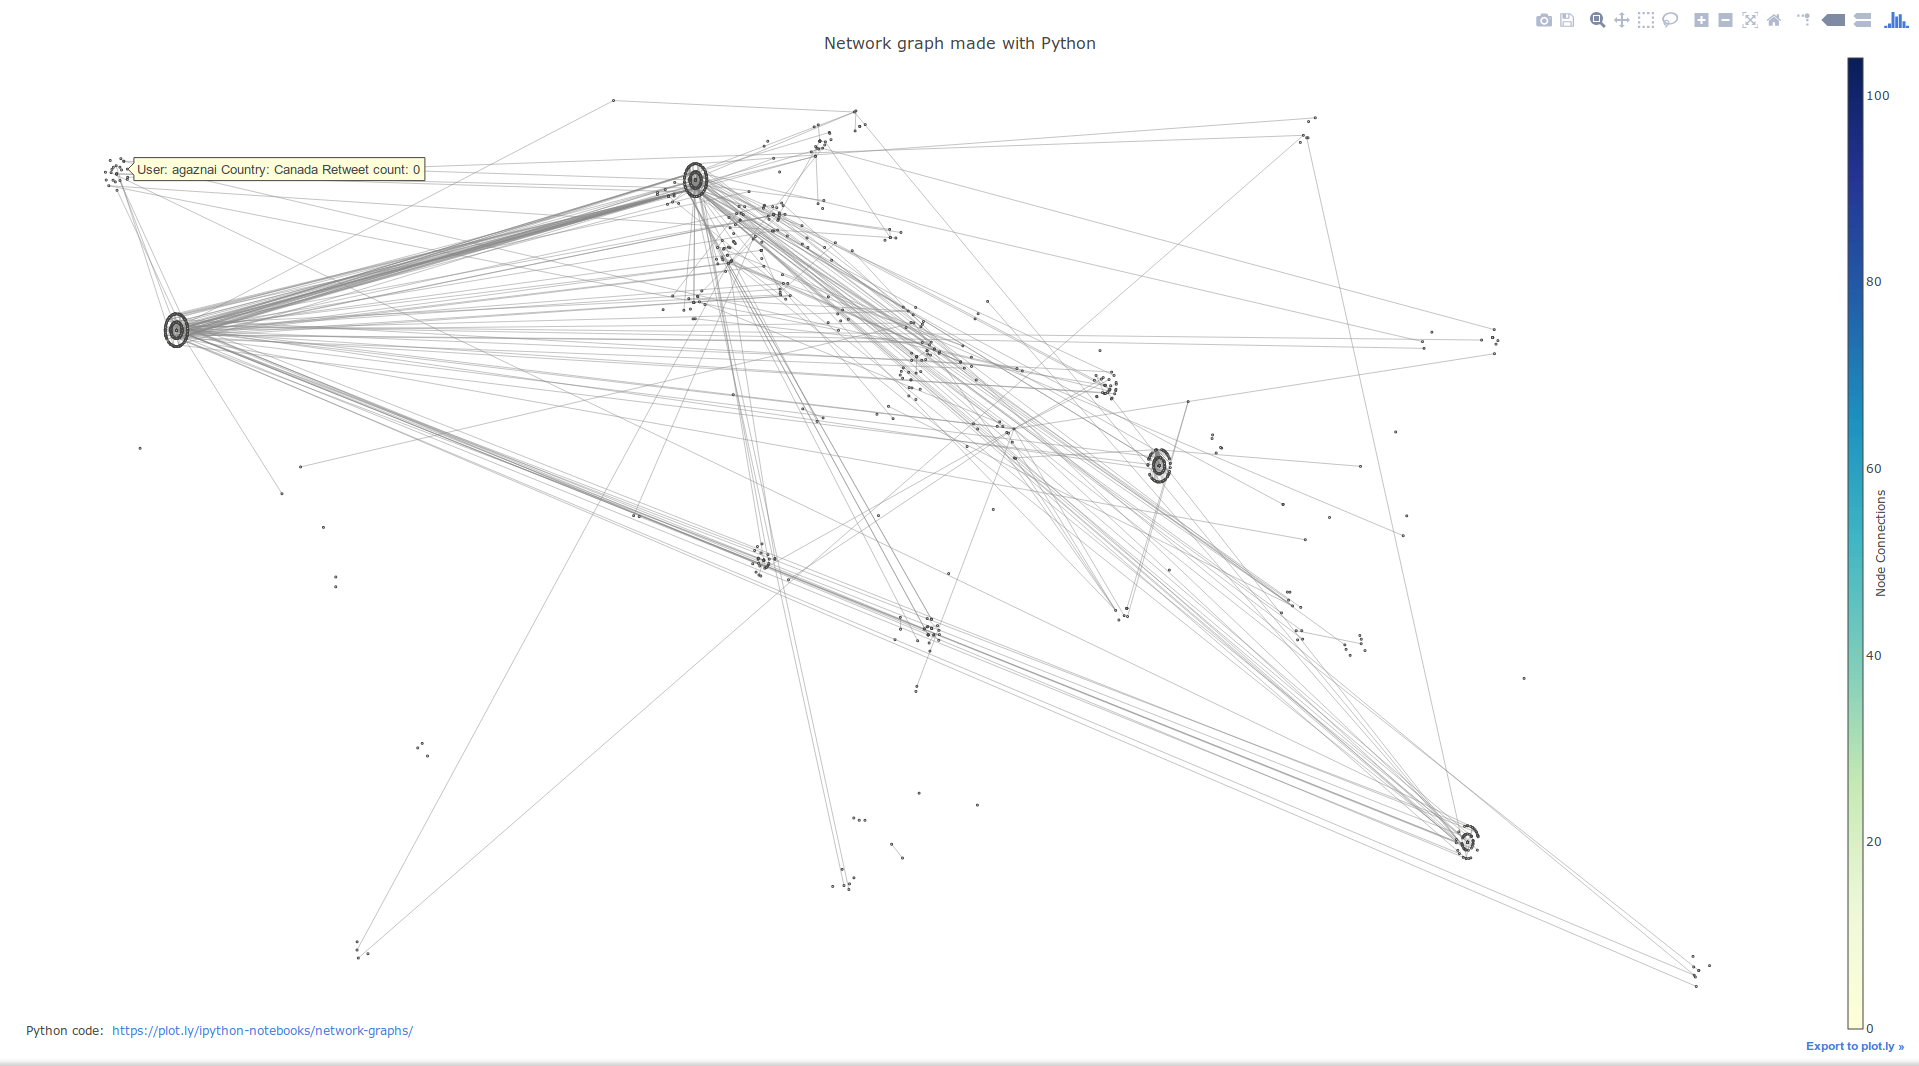 Network graph made with Python
User: agaznai Country: Canada Retweet count: 0
100
80
60
40
20
0
Node Connections
Python code: https://plot.ly/ipython-notebooks/network-graphs/
Export to plot.ly »